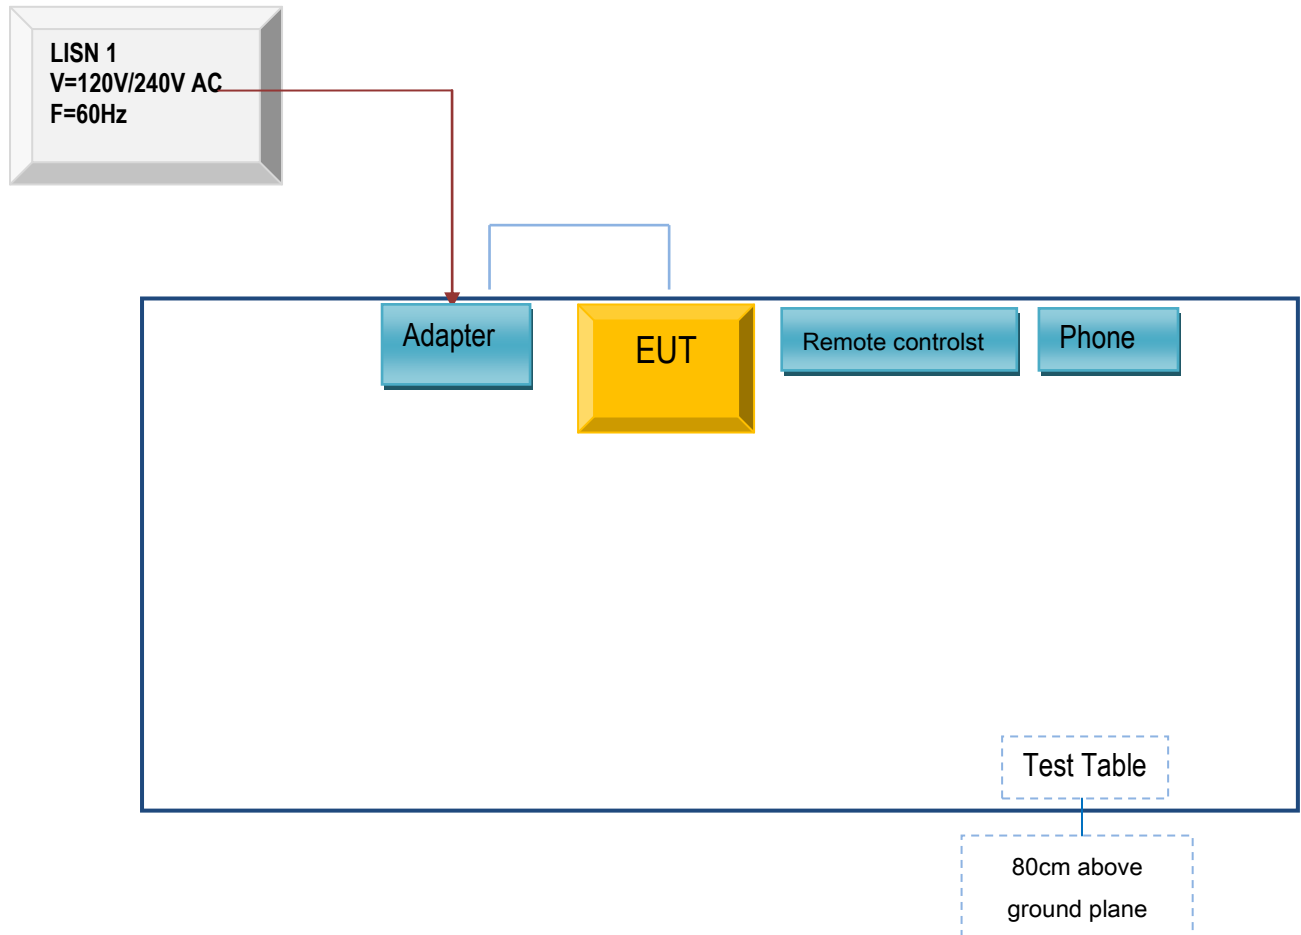 LISN 1
V=120V/240V AC
F=60Hz
Adapter
EUT
Remote controlst
Phone
Test Table
80cm above
ground plane